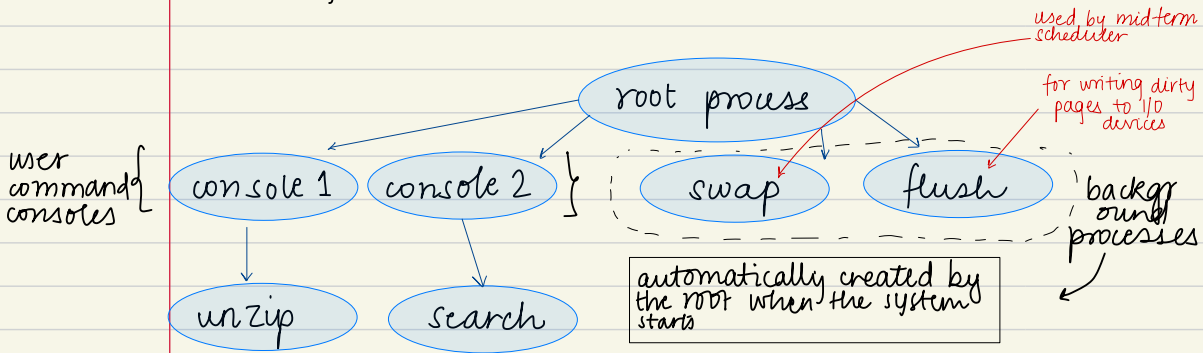 used by midterm
scheduler
root process
for writing dirty
pages to I/O
devices
user
command
consoles
console 1
console 2
swap
flush
backgr
ound
processes
unzip
search
automatically created by
the root when the system
starts